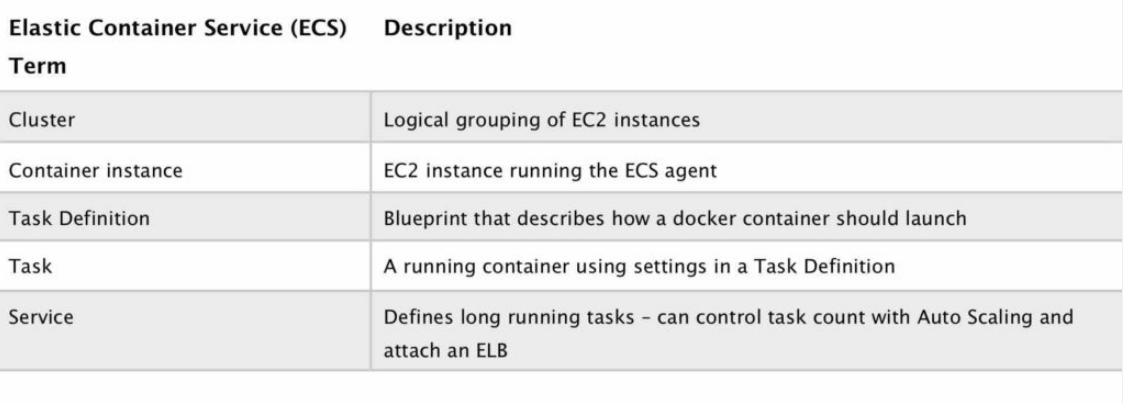 Elastic Container Service (ECS) Description
Term
Cluster Logical grouping of EC2 instances
Container instance EC2 instance running the ECS agent
Task Definition Blueprint that describes how a docker container should launch
Task A running container using settings in a Task Definition
Service Defines long running tasks – can control task count with Auto Scaling and
attach an ELB